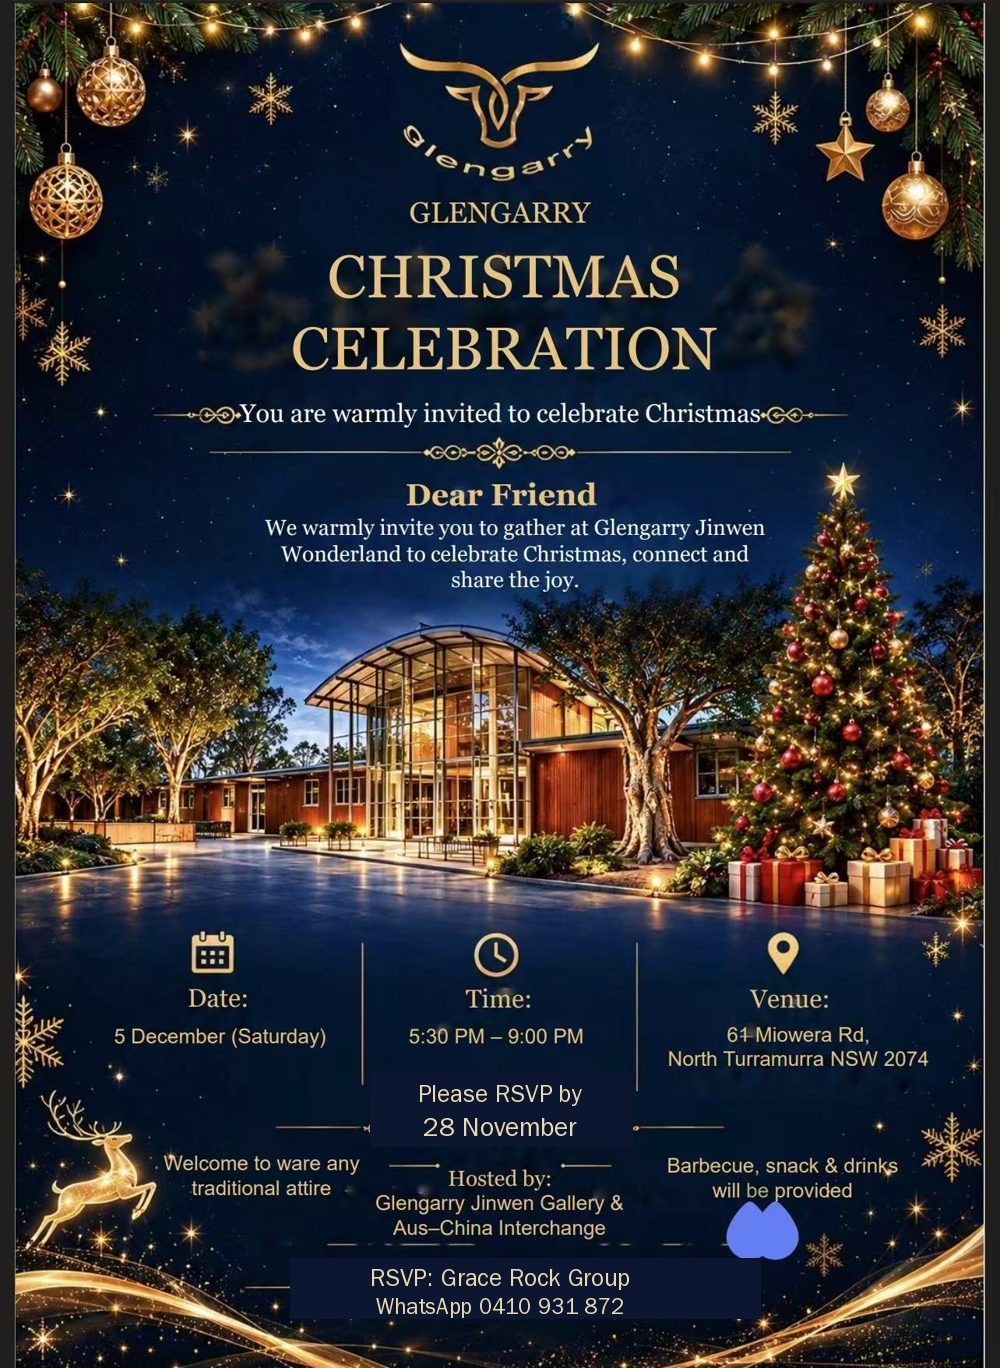 Glengarry
GLENGARRY
CHRISTMAS
CELEBRATION
You are warmly invited to celebrate Christmas
Dear Friend
We warmly invite you to gather at Glengarry Jinwen
Wonderland to celebrate Christmas, connect and
share the joy.
Date:
5 December (Saturday)
Time:
5:30 PM – 9:00 PM
Venue:
61 Miowera Rd,
North Turramurra NSW 2074
Please RSVP by
28 November
Welcome to ware any
traditional attire
Hosted by:
Glengarry Jinwen Gallery &
Aus–China Interchange
Barbecue, snack & drinks
will be provided
RSVP: Grace Rock Group
WhatsApp 0410 931 872